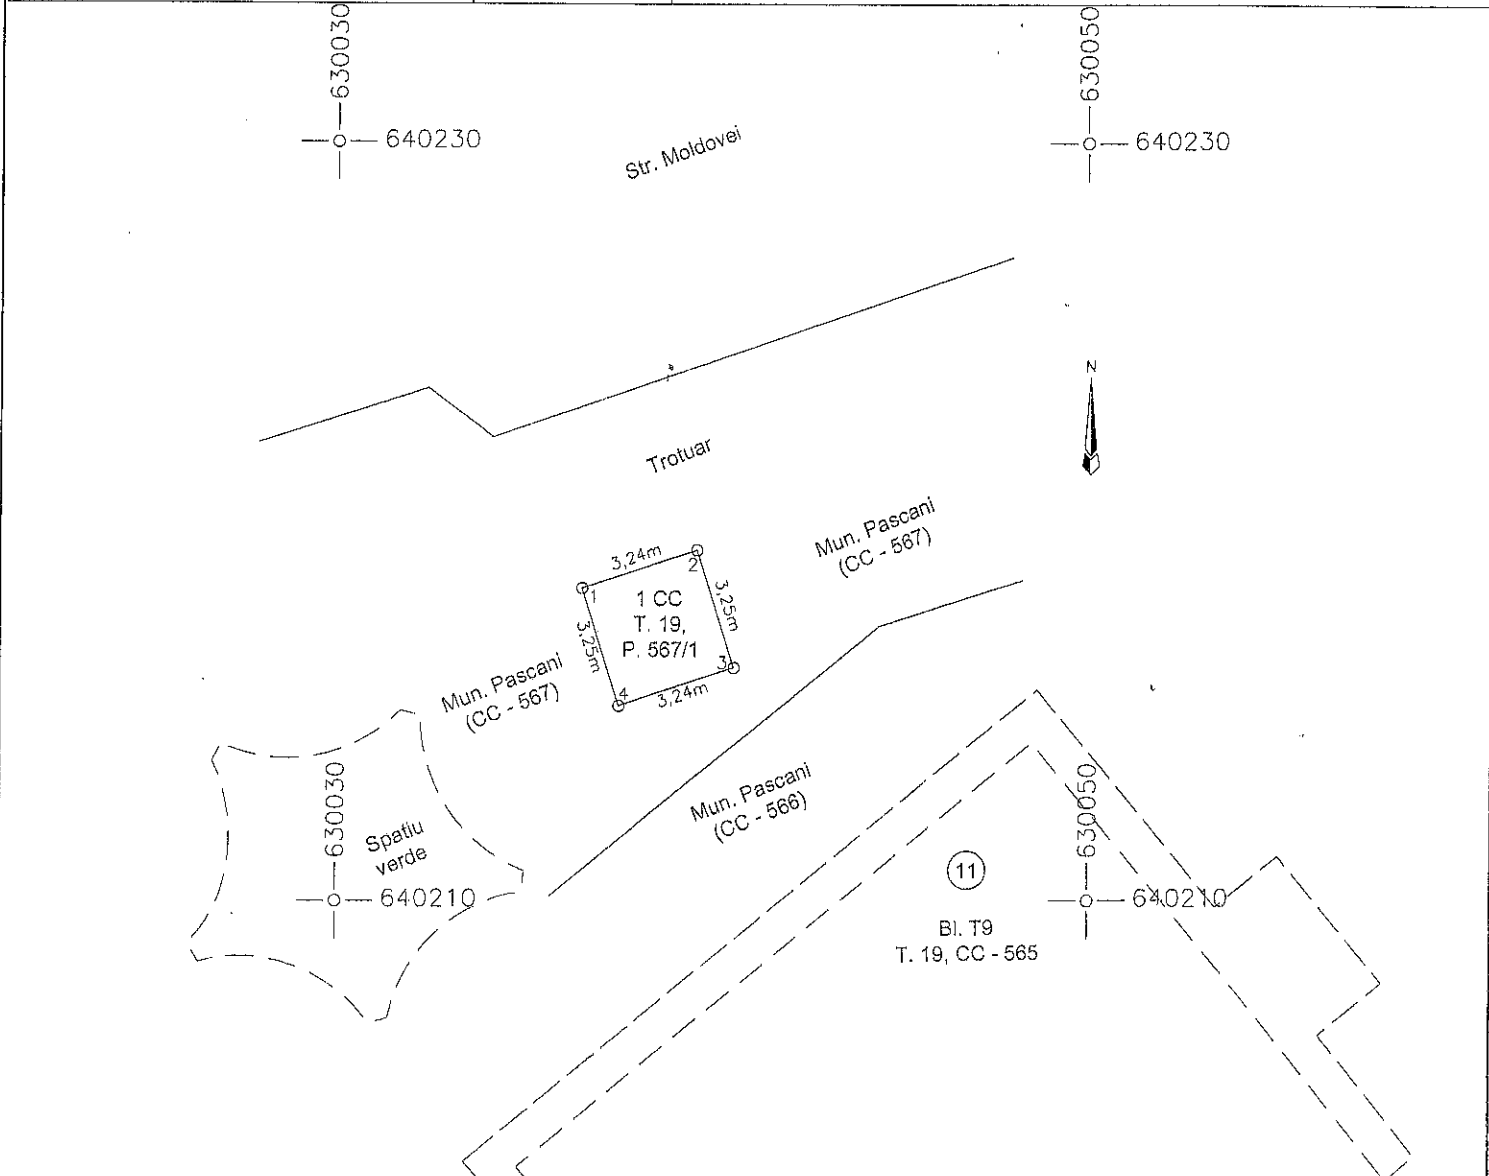 630030
640230
630050
640230
Str. Moldovei
N
Trotuar
Mun. Pascani
(CC - 567)
3,24m
1
2
3,25m
1 CC
T. 19,
P. 567/1
3,25m
3
4
3,24m
Mun. Pascani
(CC - 567)
Mun. Pascani
(CC - 566)
630030
640210
Spatiu
verde
630050
640210
11
Bl. T9
T. 19, CC - 565